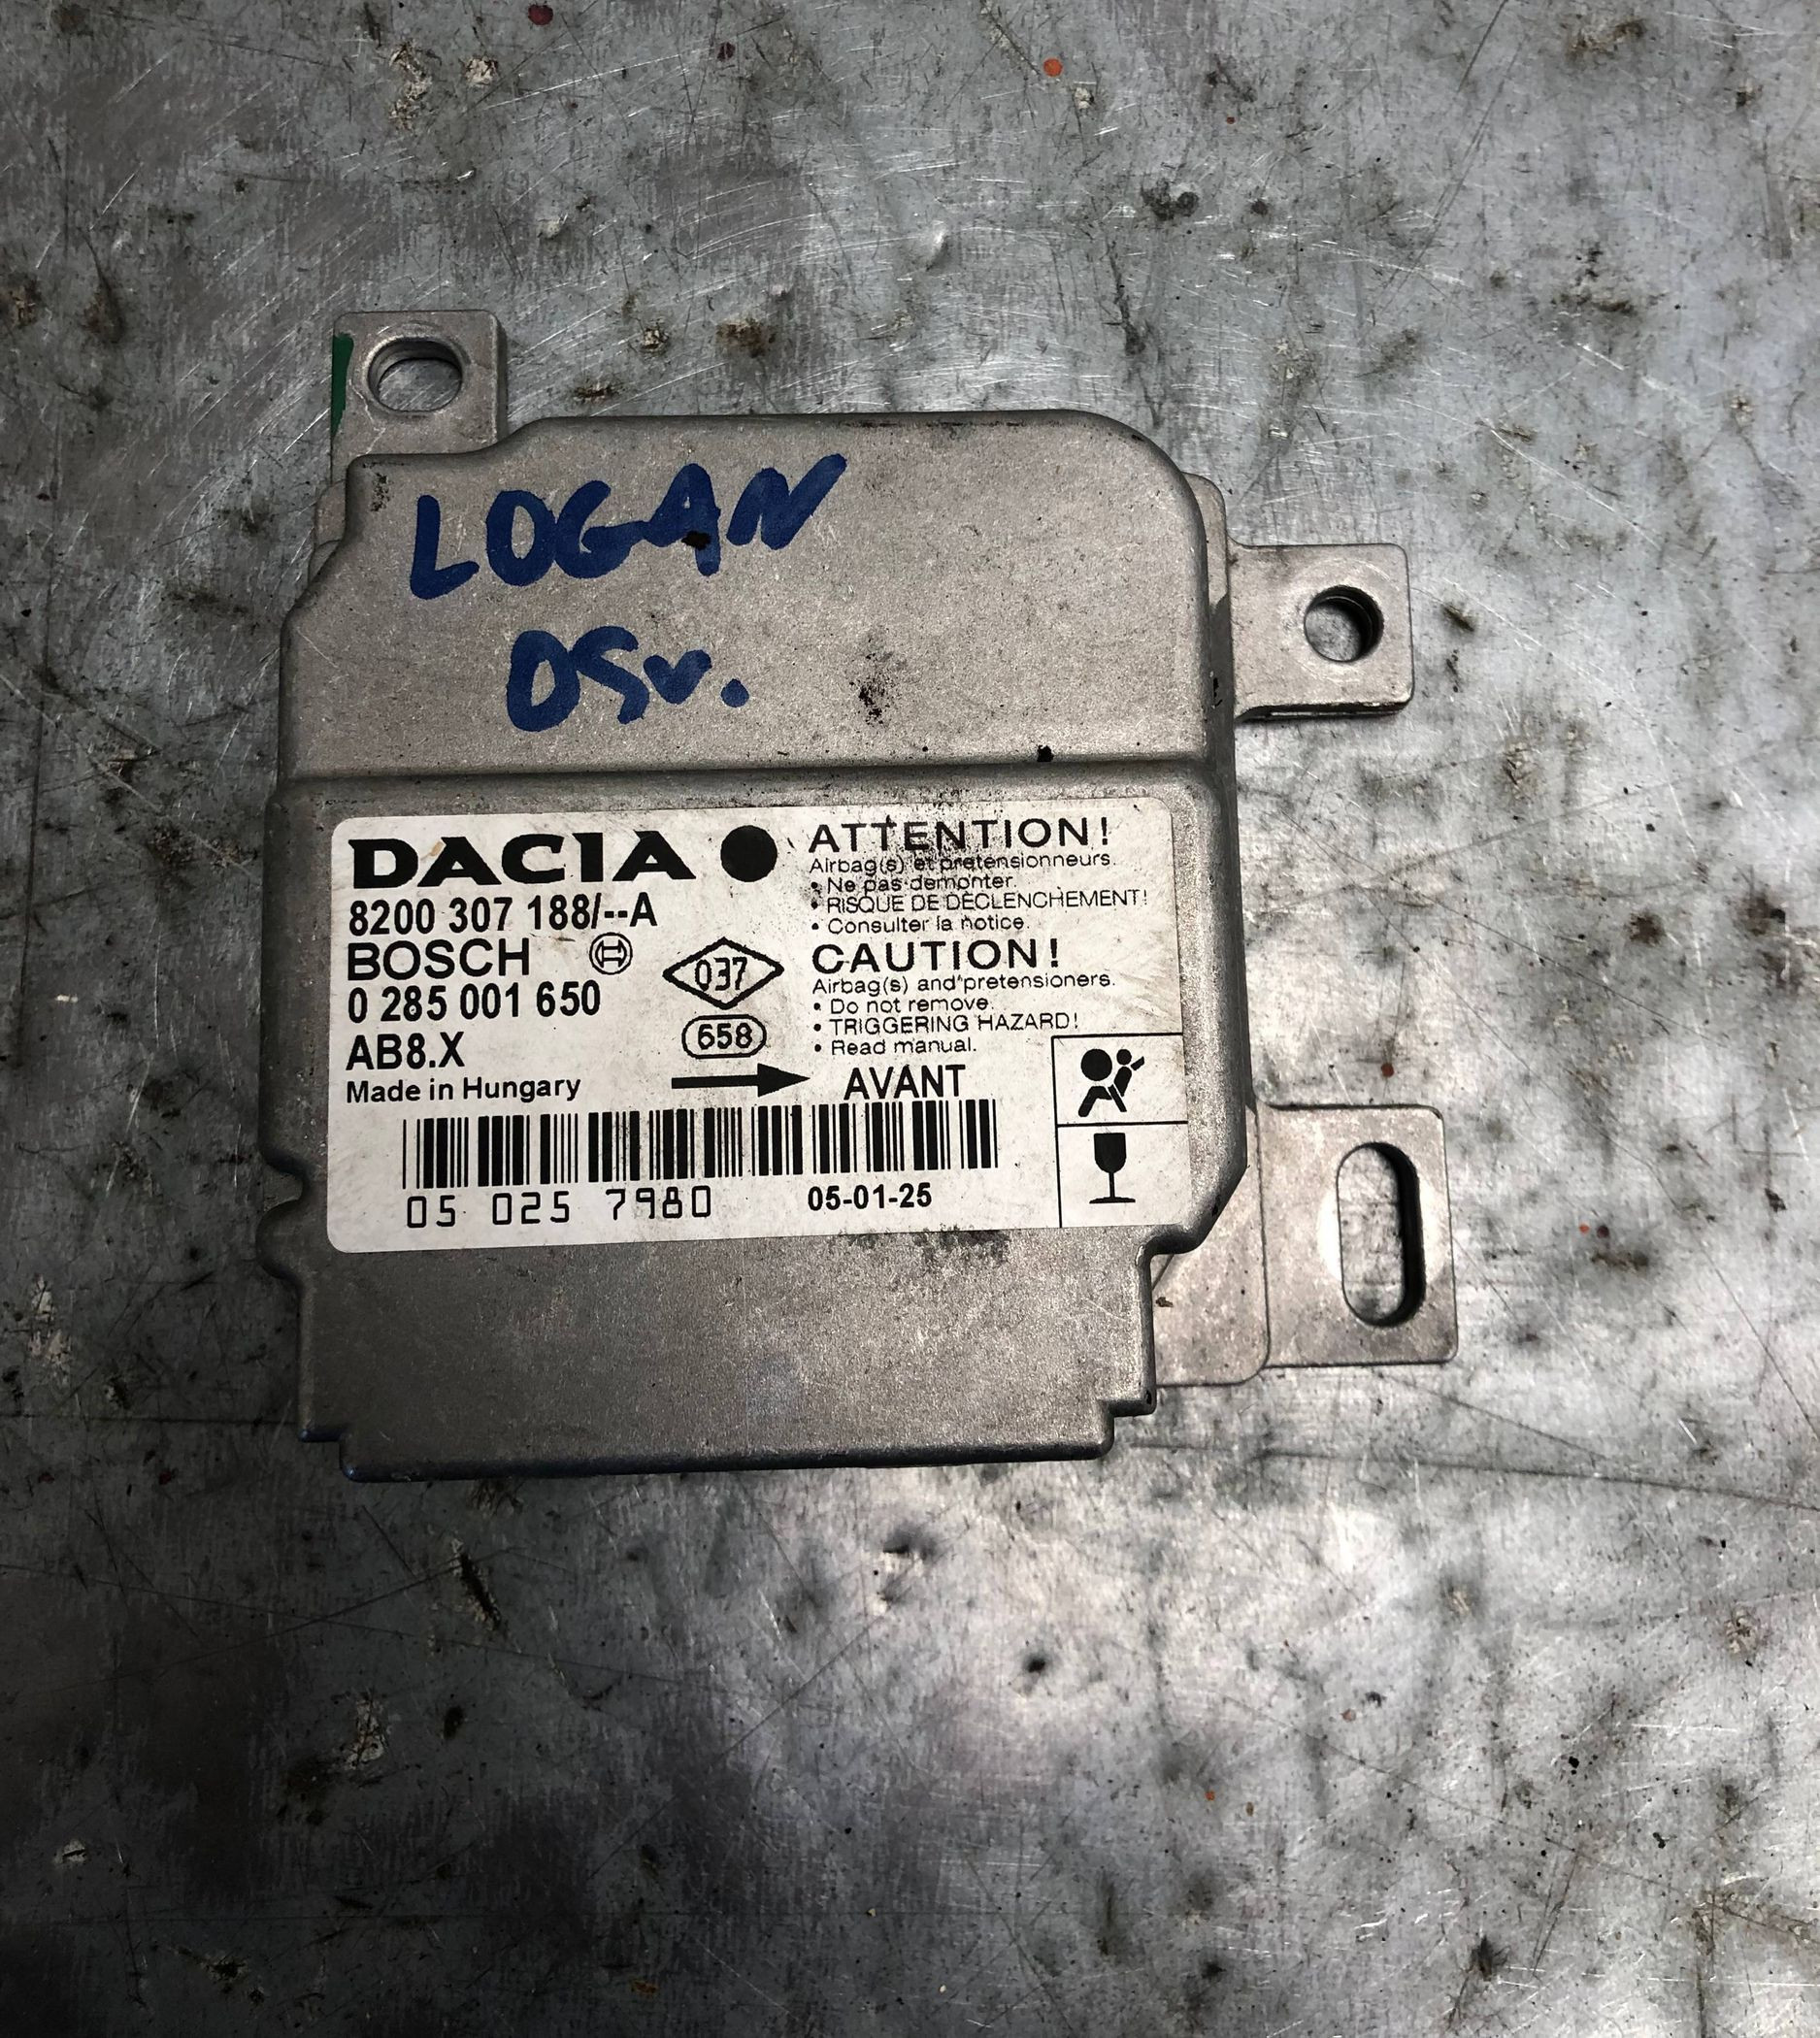 LOGAN
05v.
DACIA
8200 307 188/--A
BOSCH
0 285 001 650
AB8.X
Made in Hungary
037
658
ATTENTION!
Airbag(s) et pretensionneurs.
• Ne pas demonter.
• RISQUE DE DECLENCHEMENT!
• Consulter la notice.
CAUTION!
Airbag(s) and pretensioners.
• Do not remove.
• TRIGGERING HAZARD!
• Read manual.
AVANT
05 025 7980
05-01-25